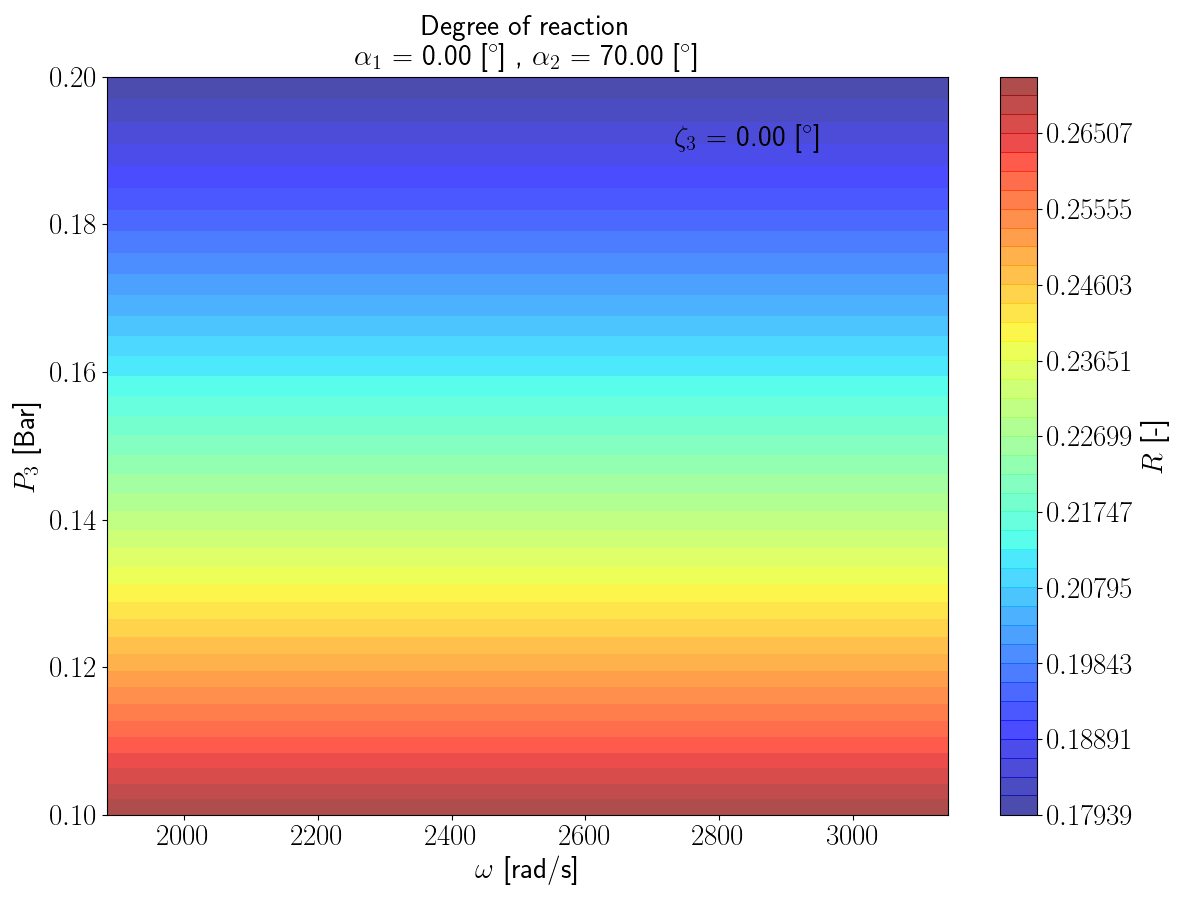 Degree of reaction
α₁ = 0.00 [°] , α₂ = 70.00 [°]
ζ₃ = 0.00 [°]
P₃ [Bar]
0.20
0.18
0.16
0.14
0.12
0.10
2000 2200 2400 2600 2800 3000
ω [rad/s]
0.26507
0.25555
0.24603
0.23651
0.22699
0.21747
0.20795
0.19843
0.18891
0.17939
R [-]